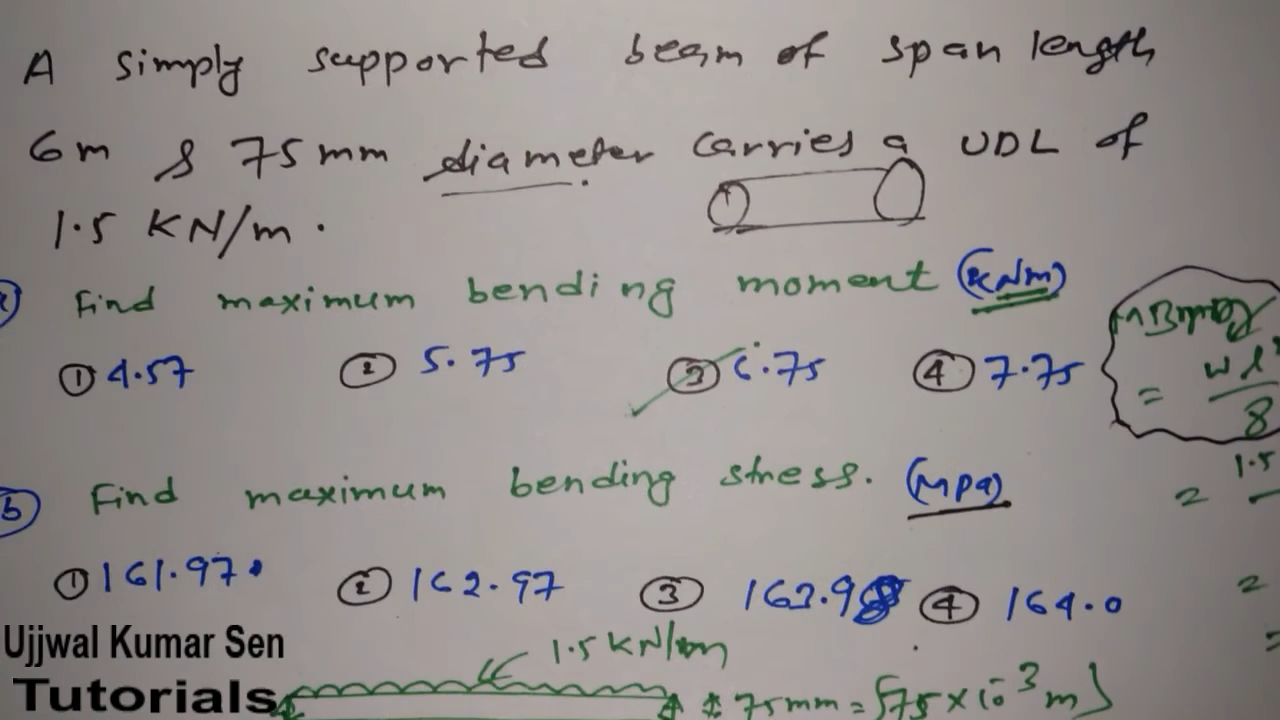 A simply supported beam of span length
6m & 75mm diameter carries a UDL of
1.5 KN/m.
Find maximum bending moment (KNm)
① 4.57 ② 5.75 ③ 6.75 ④ 7.75
= wl²/8
= 1.5
b Find maximum bending stress. (Mpa)
① 161.97 ② 162.97 ③ 163.98 ④ 164.0
Ujjwal Kumar Sen
Tutorials
1.5 KN/m
75mm = {75×10⁻³m}